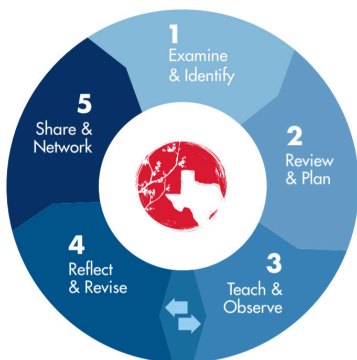 1
Examine
& Identify
2
Review
& Plan
3
Teach &
Observe
4
Reflect
& Revise
5
Share &
Network